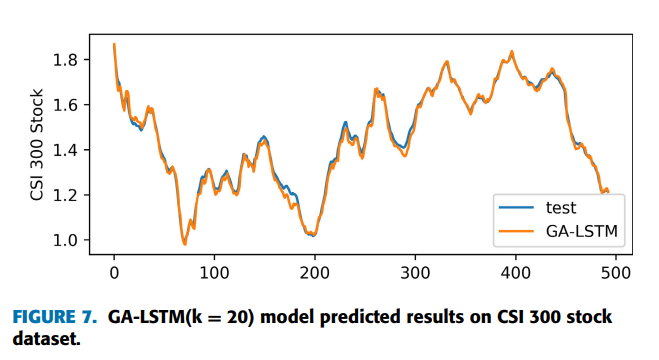 1.8
1.6
1.4
1.2
1.0
CSI 300 Stock
test
GA-LSTM
0 100 200 300 400 500
FIGURE 7. GA-LSTM(k = 20) model predicted results on CSI 300 stock
dataset.